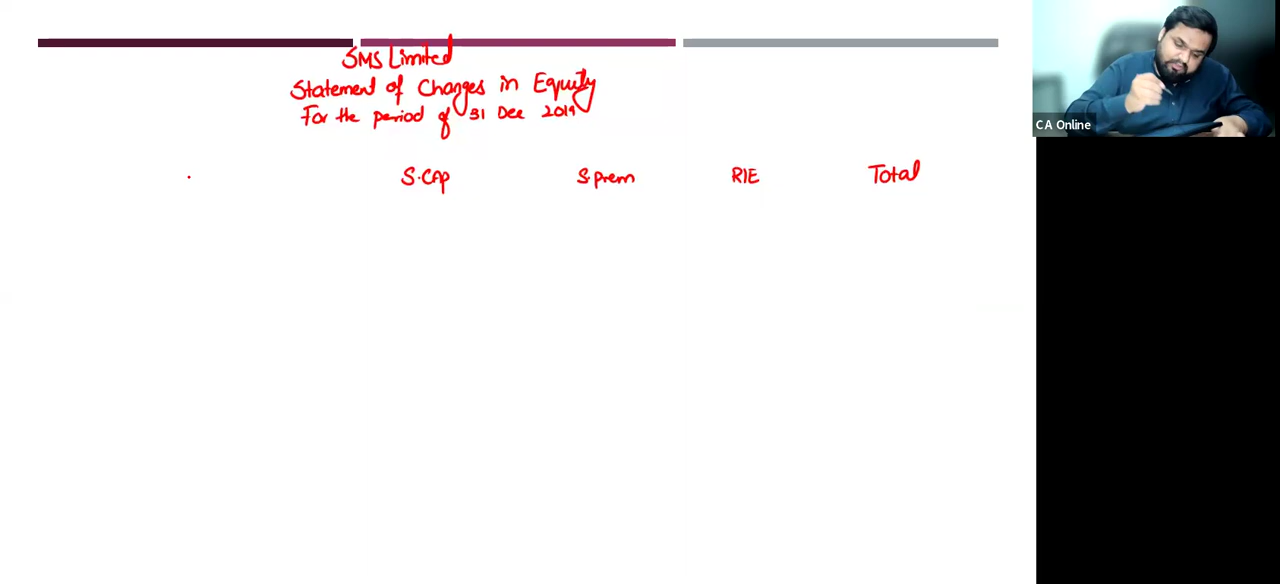 SMS Limited
Statement of Changes in Equity
For the period of 31 Dec 2019
S.CAP S.prem R/E Total
CA Online